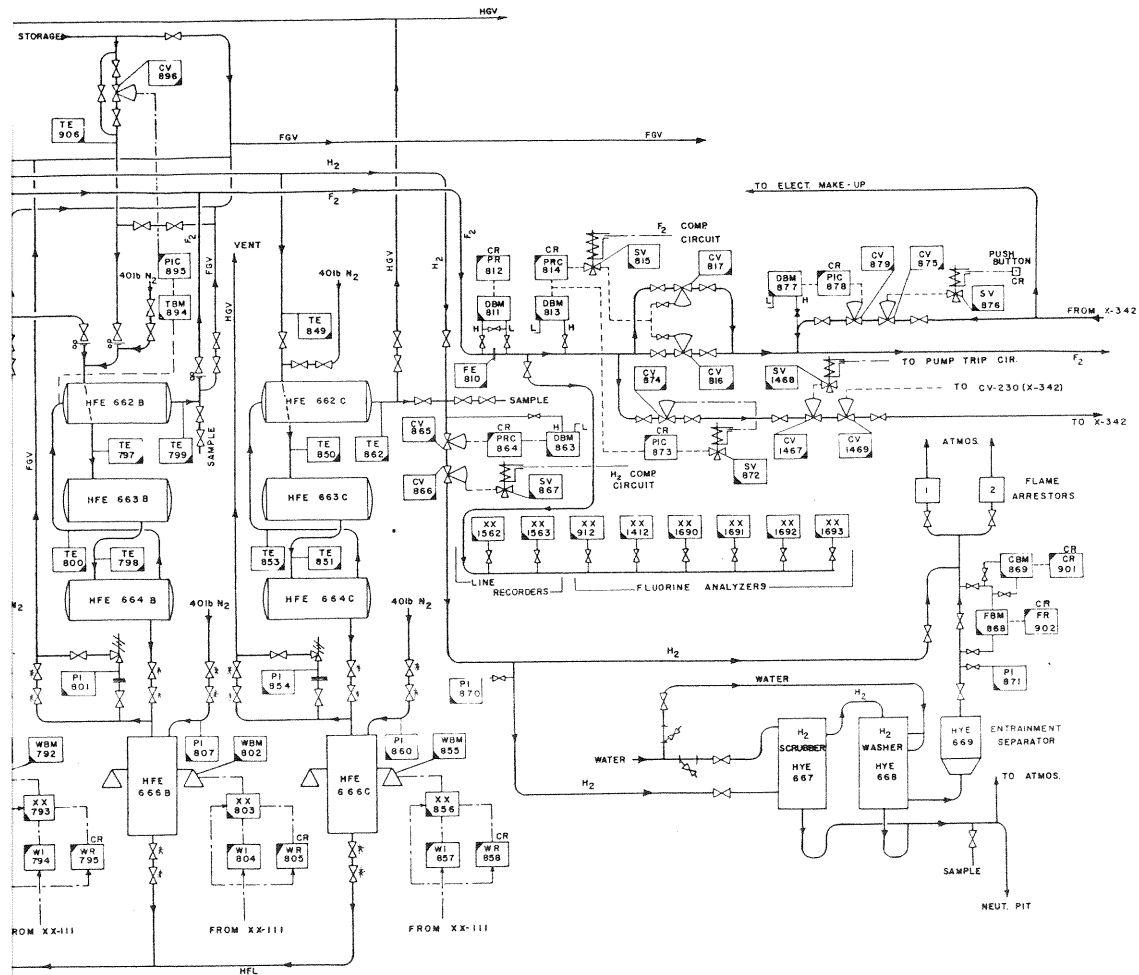 HGV
STORAGE
CV
896
TE
906
FGV
FGV
H2
F2
TO ELECT. MAKE-UP
VENT
F2
FGV
HGV
HGV
H2
F2
PIC
895
40lb N2
TBM
894
40lb N2
TE
849
CR
PR
812
DBM
811
H
L
FE
810
CR
PRC
814
DBM
813
L
H
F2 COMP.
CIRCUIT
SV
815
CV
817
CV
816
DBM
877
L
H
CR
PIC
878
CV
879
CV
875
PUSH
BUTTON
CR
SV
876
FROM X-342
F2
TO PUMP TRIP CIR.
SV
1468
TO CV-230 (X-342)
TO X-342
CV
874
CR
PIC
873
SV
872
CV
1467
CV
1469
HFE 662 B
HFE 662 C
SAMPLE
TE
797
TE
799
SAMPLE
TE
850
TE
862
CV
865
CR
PRC
864
H
L
DBM
863
CV
866
SV
867
H2 COMP.
CIRCUIT
ATMOS.
1
2
FLAME
ARRESTORS
FGV
HFE 663B
HFE 663C
XX
1562
XX
1563
XX
912
XX
1412
XX
1690
XX
1691
XX
1692
XX
1693
LINE
RECORDERS
FLUORINE ANALYZERS
TE
800
TE
798
TE
853
TE
851
CBM
869
CR
CR
901
N2
HFE 664 B
40lb N2
HFE 664C
40lb N2
FBM
868
CR
FR
902
H2
PI
801
PI
854
PI
870
PI
871
WATER
H2
WATER
H2
SCRUBBER
HYE
667
H2
WASHER
HYE
668
HYE
669
ENTRAINMENT
SEPARATOR
H2
TO ATMOS.
WBM
792
PI
807
WBM
802
PI
860
WBM
855
HFE
666B
HFE
666C
XX
793
XX
803
XX
856
WI
794
CR
WR
795
WI
804
CR
WR
805
WI
857
CR
WR
858
SAMPLE
NEUT. PIT
ROM XX-111
FROM XX-111
FROM XX-111
HFL